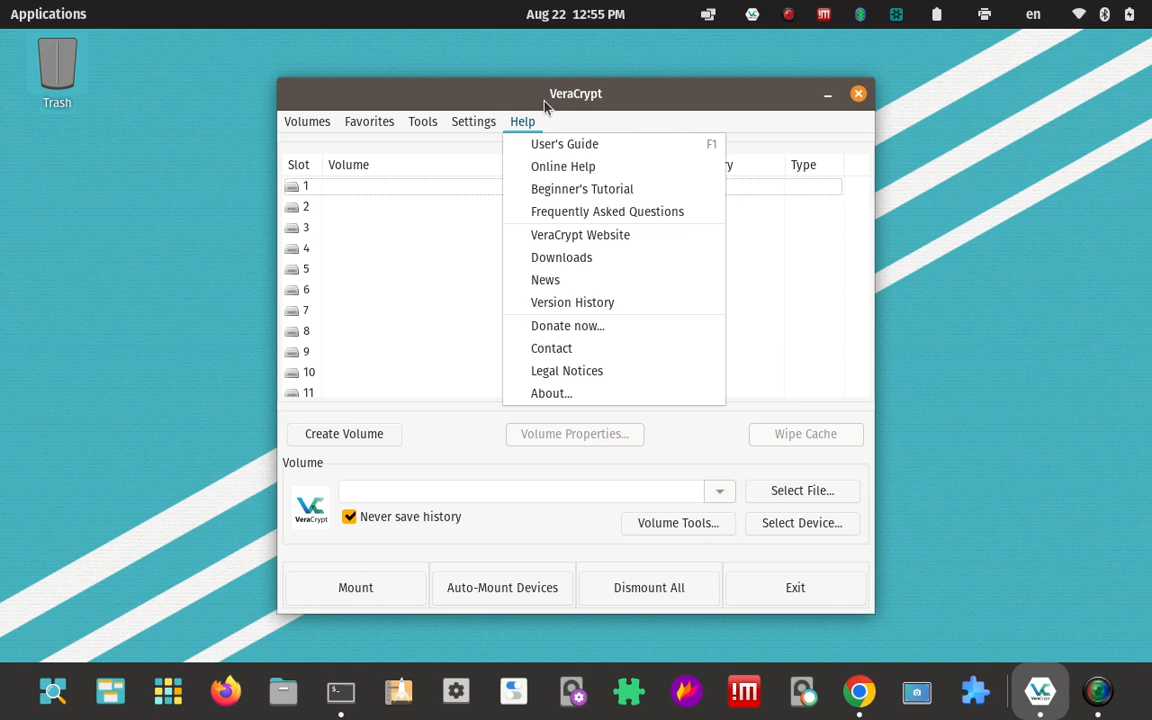 Applications
Aug 22 12:55 PM
en
Trash
VeraCrypt
Volumes Favorites Tools Settings Help
Slot Volume ry Type
User's Guide F1
Online Help
Beginner's Tutorial
Frequently Asked Questions
VeraCrypt Website
Downloads
News
Version History
Donate now...
Contact
Legal Notices
About...
1
2
3
4
5
6
7
8
9
10
11
Create Volume Volume Properties... Wipe Cache
Volume
VeraCrypt
Select File...
Never save history
Volume Tools... Select Device...
Mount Auto-Mount Devices Dismount All Exit
!M
VeraCrypt